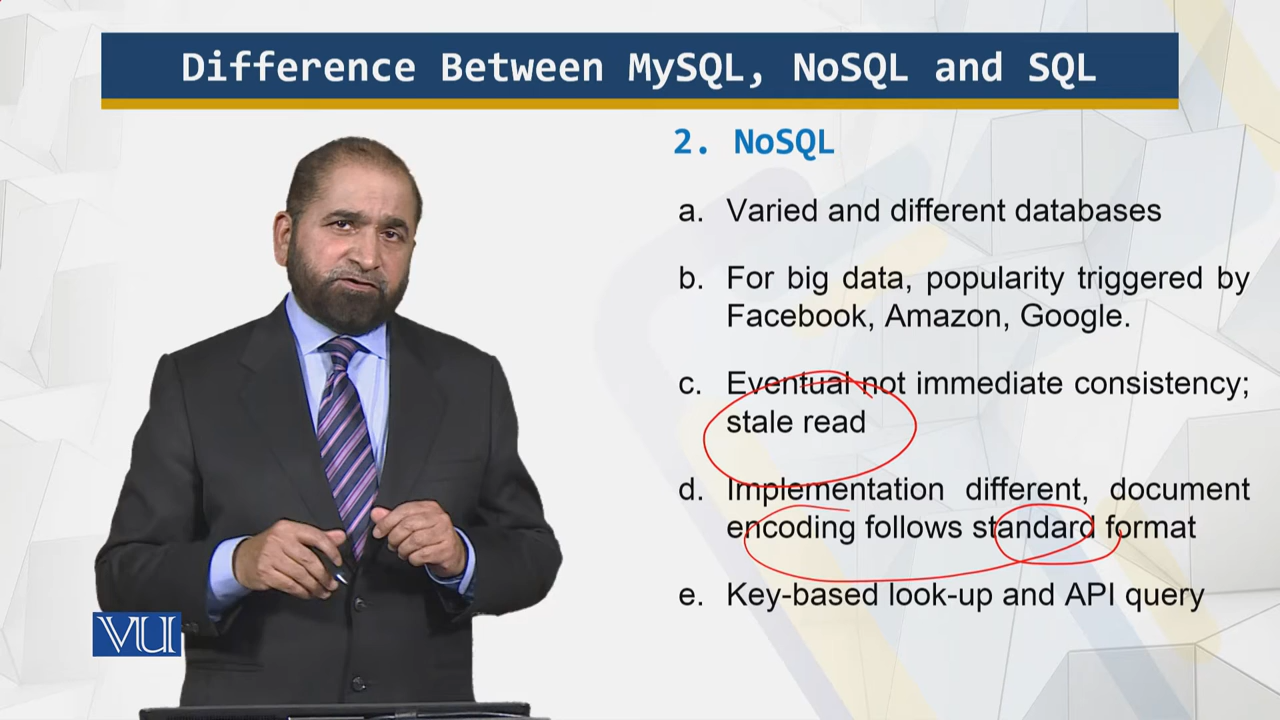 Difference Between MySQL, NoSQL and SQL
2. NoSQL
a. Varied and different databases
b. For big data, popularity triggered by
Facebook, Amazon, Google.
c. Eventual not immediate consistency;
stale read
d. Implementation different, document
encoding follows standard format
e. Key-based look-up and API query
VU